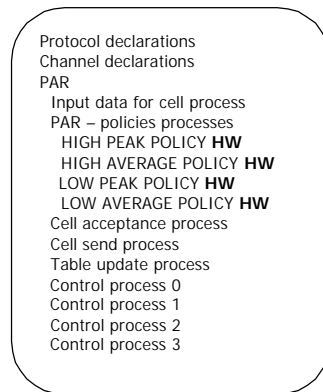 Protocol declarations
Channel declarations
PAR
Input data for cell process
PAR – policies processes
HIGH PEAK POLICY HW
HIGH AVERAGE POLICY HW
LOW PEAK POLICY HW
LOW AVERAGE POLICY HW
Cell acceptance process
Cell send process
Table update process
Control process 0
Control process 1
Control process 2
Control process 3